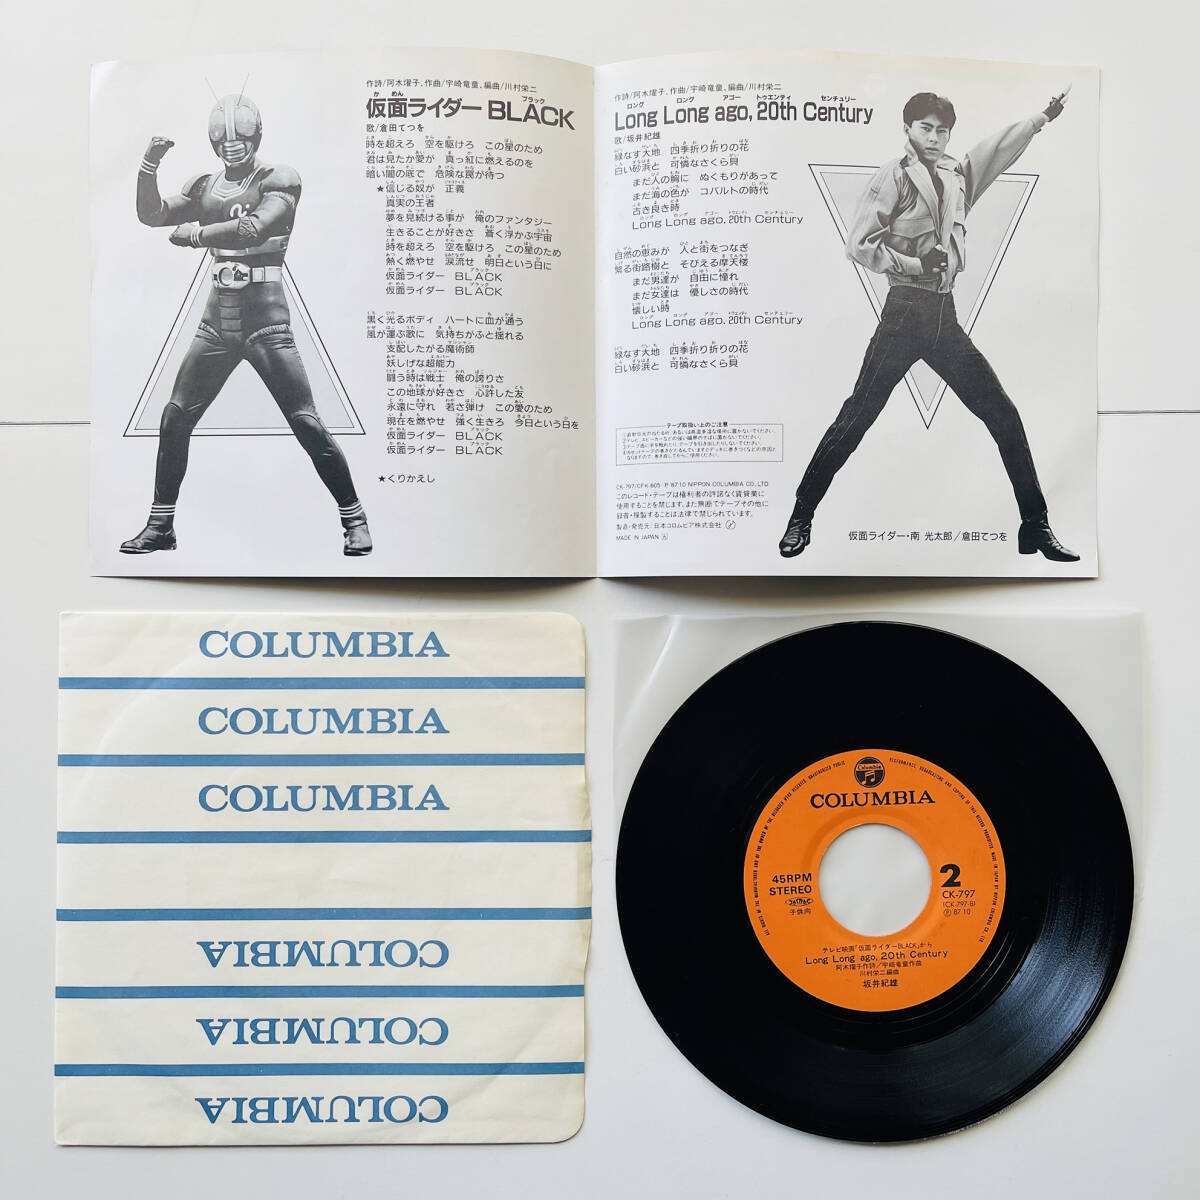 作詩/阿木燿子、作曲/宇崎竜童、編曲/川村栄二
仮面ライダー BLACK
歌/倉田てつを
時を超えろ 空を駆けろ この星のため
君は見たか愛が 真っ紅に燃えるのを
暗い闇の底で 危険な罠が待つ
★信じる奴が 正義
真実の王者
夢を見続ける事が 俺のファンタジー
生きることが好きさ 蒼く浮かぶ宇宙
時を超えろ 空を駆けろ この星のため
熱く燃やせ 涙流せ 明日という日に
仮面ライダー BLACK
仮面ライダー BLACK
黒く光るボディ ハートに血が通う
風が運ぶ歌に 気持ちがふと揺れる
支配したがる魔術師
妖しげな超能力
闘う時は戦士 俺の誇りさ
この地球が好きさ 心許した友
永遠に守れ 若さ弾け この愛のため
現在を燃やせ 強く生きろ 今日という日を
仮面ライダー BLACK
仮面ライダー BLACK
★くりかえし
作詩/阿木燿子、作曲/宇崎竜童、編曲/川村栄二
Long Long ago, 20th Century
歌/坂井紀雄
緑なす大地 四季折り折りの花
白い砂浜と 可憐なさくら貝
まだ人の胸に ぬくもりがあって
まだ海の色が コバルトの時代
古き良き時
Long Long ago, 20th Century
自然の恵みが 人と街をつなぎ
繁る街路樹と そびえる摩天楼
まだ男達が 自由に憧れ
まだ女達は 優しさの時代
懐しい時
Long Long ago, 20th Century
緑なす大地 四季折り折りの花
白い砂浜と 可憐なさくら貝
テープ取扱い上のご注意
CK-797/CFK-805 Ⓟ 87.10 NIPPON COLUMBIA CO., LTD.
このレコード・テープは権利者の許諾なく賃貸業に
使用することを禁じます。また無断でテープその他に
録音・複製することは法律で禁じられています。
製造・発売元:日本コロムビア株式会社
MADE IN JAPAN
仮面ライダー・南 光太郎/倉田てつを
COLUMBIA
COLUMBIA
COLUMBIA
COLUMBIA
COLUMBIA
COLUMBIA
Columbia
COLUMBIA
45RPM
STEREO
子供向
2
CK-797
(CK-797-B)
Ⓟ 87.10
テレビ映画「仮面ライダーBLACK」から
Long Long ago, 20th Century
阿木燿子作詩/宇崎竜童作曲
川村栄二編曲
坂井紀雄